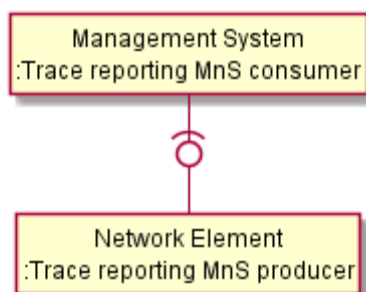 Management System
:Trace reporting MnS consumer
Network Element
:Trace reporting MnS producer